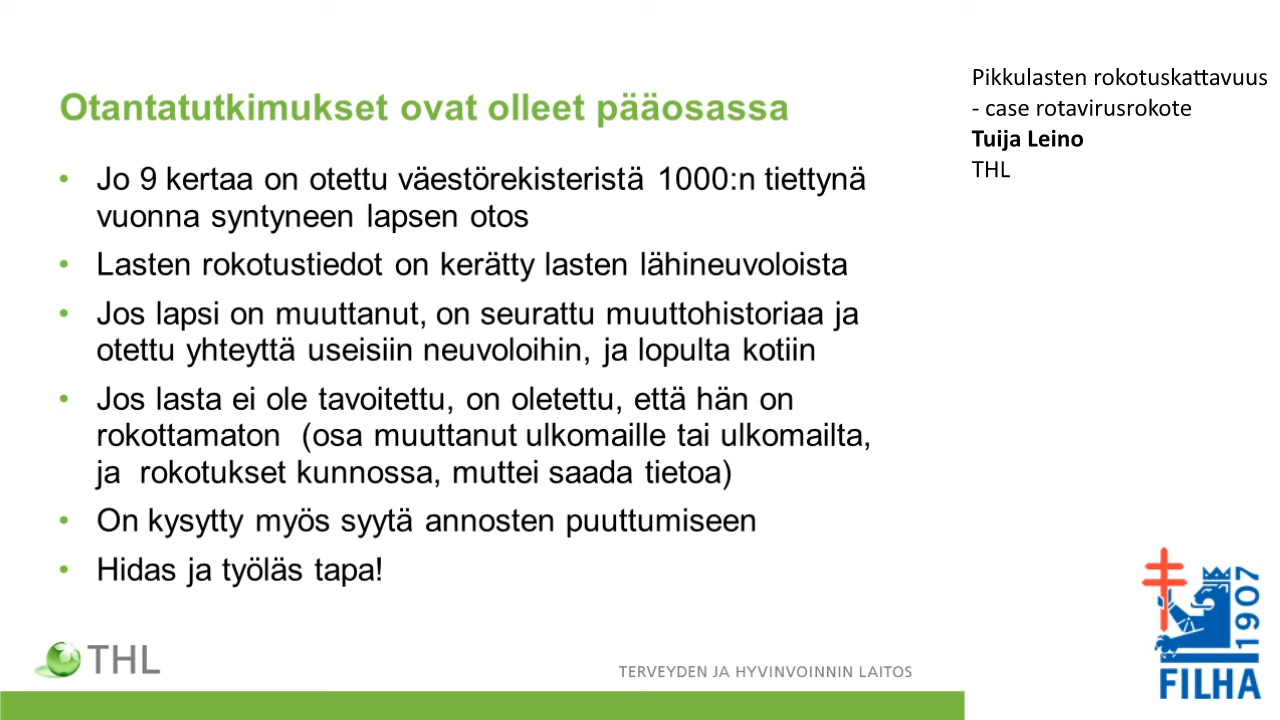 Otantatutkimukset ovat olleet pääosassa
• Jo 9 kertaa on otettu väestörekisteristä 1000:n tiettynä
vuonna syntyneen lapsen otos
• Lasten rokotustiedot on kerätty lasten lähineuvoloista
• Jos lapsi on muuttanut, on seurattu muuttohistoriaa ja
otettu yhteyttä useisiin neuvoloihin, ja lopulta kotiin
• Jos lasta ei ole tavoitettu, on oletettu, että hän on
rokottamaton (osa muuttanut ulkomaille tai ulkomailta,
ja rokotukset kunnossa, muttei saada tietoa)
• On kysytty myös syytä annosten puuttumiseen
• Hidas ja työläs tapa!
THL
TERVEYDEN JA HYVINVOINNIN LAITOS
Pikkulasten rokotuskattavuus
- case rotavirusrokote
Tuija Leino
THL
1907
FILHA